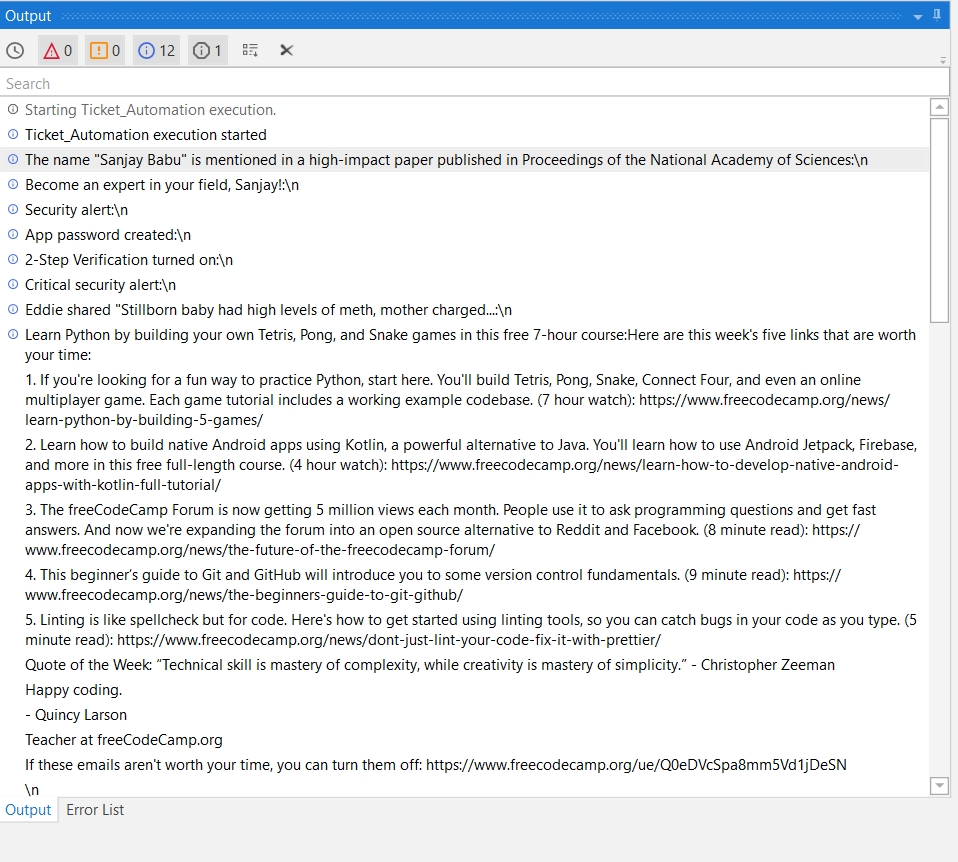 Output
0 0 12 1
Search
Starting Ticket_Automation execution.
Ticket_Automation execution started
The name "Sanjay Babu" is mentioned in a high-impact paper published in Proceedings of the National Academy of Sciences:\n
Become an expert in your field, Sanjay!:\n
Security alert:\n
App password created:\n
2-Step Verification turned on:\n
Critical security alert:\n
Eddie shared "Stillborn baby had high levels of meth, mother charged...:\n
Learn Python by building your own Tetris, Pong, and Snake games in this free 7-hour course:Here are this week's five links that are worth
your time:
1. If you're looking for a fun way to practice Python, start here. You'll build Tetris, Pong, Snake, Connect Four, and even an online
multiplayer game. Each game tutorial includes a working example codebase. (7 hour watch): https://www.freecodecamp.org/news/
learn-python-by-building-5-games/
2. Learn how to build native Android apps using Kotlin, a powerful alternative to Java. You'll learn how to use Android Jetpack, Firebase,
and more in this free full-length course. (4 hour watch): https://www.freecodecamp.org/news/learn-how-to-develop-native-android-
apps-with-kotlin-full-tutorial/
3. The freeCodeCamp Forum is now getting 5 million views each month. People use it to ask programming questions and get fast
answers. And now we're expanding the forum into an open source alternative to Reddit and Facebook. (8 minute read): https://
www.freecodecamp.org/news/the-future-of-the-freecodecamp-forum/
4. This beginner's guide to Git and GitHub will introduce you to some version control fundamentals. (9 minute read): https://
www.freecodecamp.org/news/the-beginners-guide-to-git-github/
5. Linting is like spellcheck but for code. Here's how to get started using linting tools, so you can catch bugs in your code as you type. (5
minute read): https://www.freecodecamp.org/news/dont-just-lint-your-code-fix-it-with-prettier/
Quote of the Week: “Technical skill is mastery of complexity, while creativity is mastery of simplicity.” - Christopher Zeeman
Happy coding.
- Quincy Larson
Teacher at freeCodeCamp.org
If these emails aren't worth your time, you can turn them off: https://www.freecodecamp.org/ue/Q0eDVcSpa8mm5Vd1jDeSN
\n
Output Error List